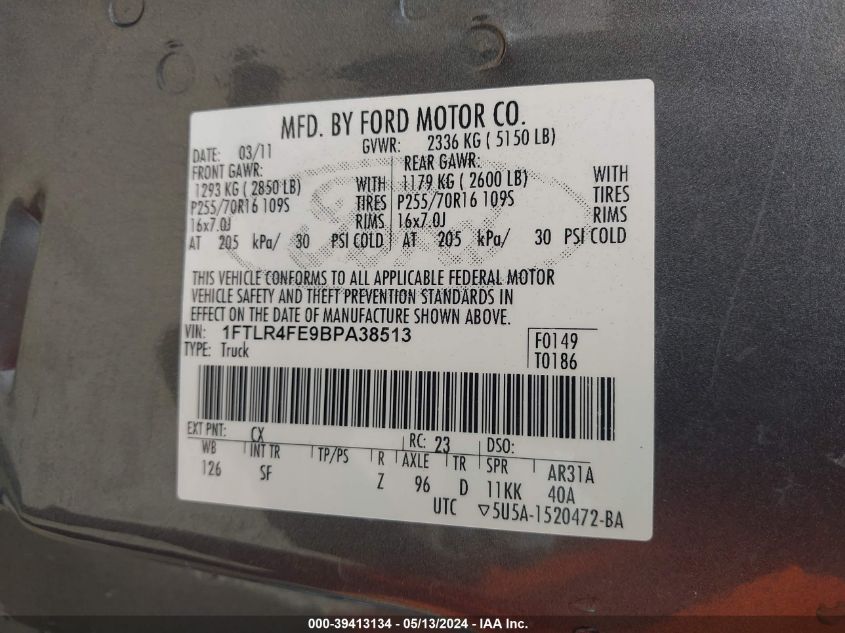 MFD. BY FORD MOTOR CO.
DATE: 03/11 GVWR: 2336 KG ( 5150 LB)
FRONT GAWR: REAR GAWR:
1293 KG ( 2850 LB) WITH 1179 KG ( 2600 LB) WITH
P255/70R16 109S TIRES P255/70R16 109S TIRES
16x7.0J RIMS 16x7.0J RIMS
AT 205 kPa/ 30 PSI COLD AT 205 kPa/ 30 PSI COLD
THIS VEHICLE CONFORMS TO ALL APPLICABLE FEDERAL MOTOR
VEHICLE SAFETY AND THEFT PREVENTION STANDARDS IN
EFFECT ON THE DATE OF MANUFACTURE SHOWN ABOVE.
VIN: 1FTLR4FE9BPA38513 F0149
TYPE: Truck T0186
EXT PNT: CX RC: 23 DSO:
WB INT TR TP/PS R AXLE TR SPR AR31A
126 SF Z 96 D 11KK 40A
UTC ▽5U5A-1520472-BA
000-39413134 - 05/13/2024 - IAA Inc.